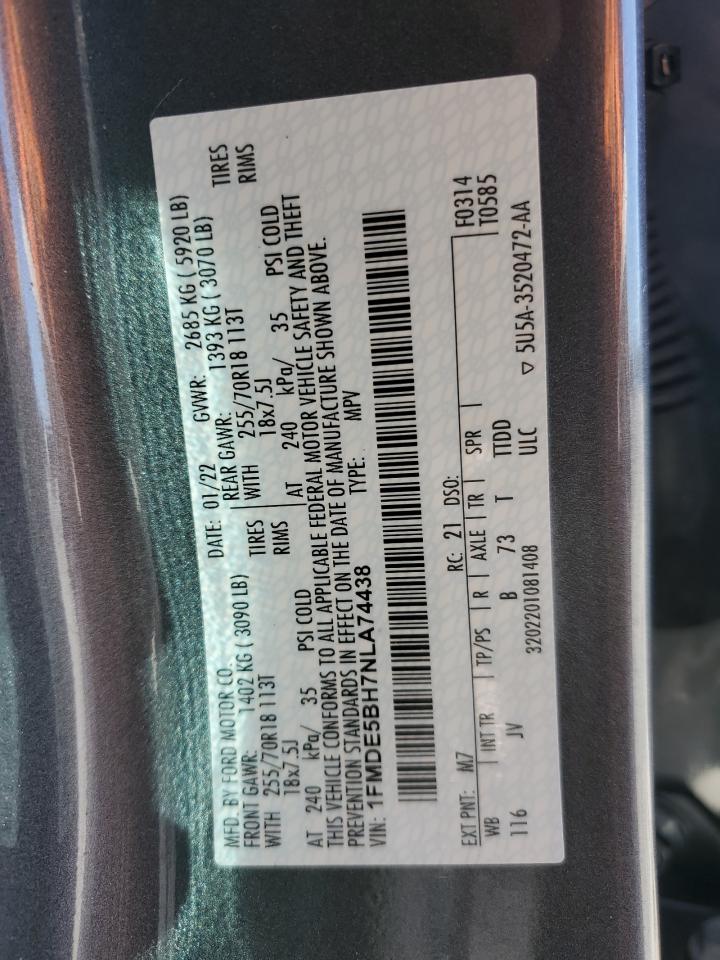 MFD. BY FORD MOTOR CO.
DATE: 01/22 GVWR: 2685 KG ( 5920 LB)
FRONT GAWR: 1402 KG ( 3090 LB) REAR GAWR: 1393 KG ( 3070 LB)
WITH 255/70R18 113T TIRES WITH 255/70R18 113T TIRES
18x7.5J RIMS 18x7.5J RIMS
AT 240 kPa/ 35 PSI COLD AT 240 kPa/ 35 PSI COLD
THIS VEHICLE CONFORMS TO ALL APPLICABLE FEDERAL MOTOR VEHICLE SAFETY AND THEFT
PREVENTION STANDARDS IN EFFECT ON THE DATE OF MANUFACTURE SHOWN ABOVE.
VIN: 1FMDE5BH7NLA74438 TYPE: MPV
EXT PNT: M7 RC: 21 DSO: F0314
WB INT TR TP/PS R AXLE TR SPR T0585
116 JV B 73 T TTDD
3202201081408 ULC ▽ 5U5A-3520472-AA